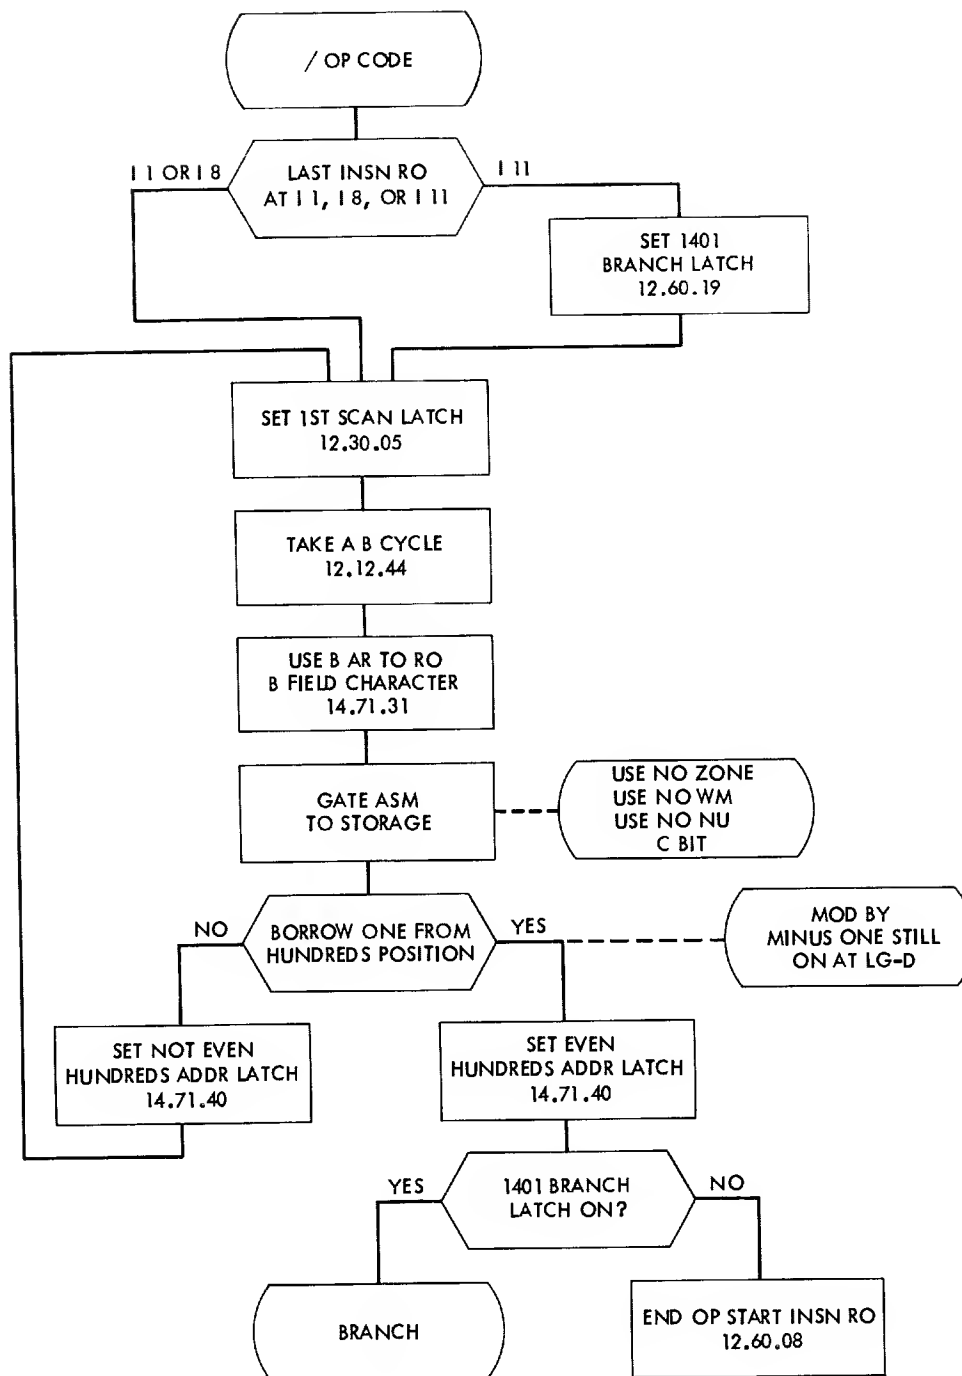 / OP CODE
I 1 OR I 8
LAST INSN RO
AT I 1, I 8, OR I 11
I 11
SET 1401
BRANCH LATCH
12.60.19
SET 1ST SCAN LATCH
12.30.05
TAKE A B CYCLE
12.12.44
USE B AR TO RO
B FIELD CHARACTER
14.71.31
GATE ASM
TO STORAGE
USE NO ZONE
USE NO WM
USE NO NU
C BIT
NO
BORROW ONE FROM
HUNDREDS POSITION
YES
MOD BY
MINUS ONE STILL
ON AT LG-D
SET NOT EVEN
HUNDREDS ADDR LATCH
14.71.40
SET EVEN
HUNDREDS ADDR LATCH
14.71.40
YES
1401 BRANCH
LATCH ON?
NO
BRANCH
END OP START INSN RO
12.60.08